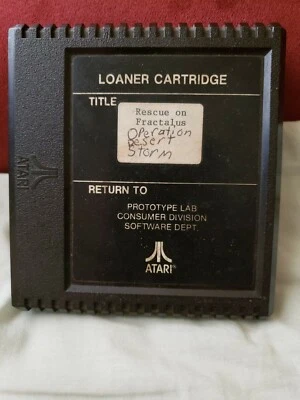 LOANER CARTRIDGE
TITLE
Rescue on
Fractalus
Operation
Desert
Storm
RETURN TO
PROTOTYPE LAB
CONSUMER DIVISION
SOFTWARE DEPT.
ATARI®
ATARI